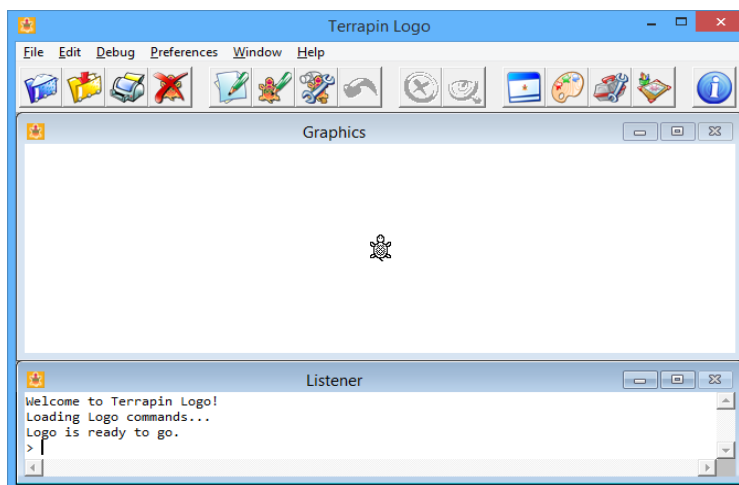 Terrapin Logo
File Edit Debug Preferences Window Help
Graphics
Listener
Welcome to Terrapin Logo!
Loading Logo commands...
Logo is ready to go.
>